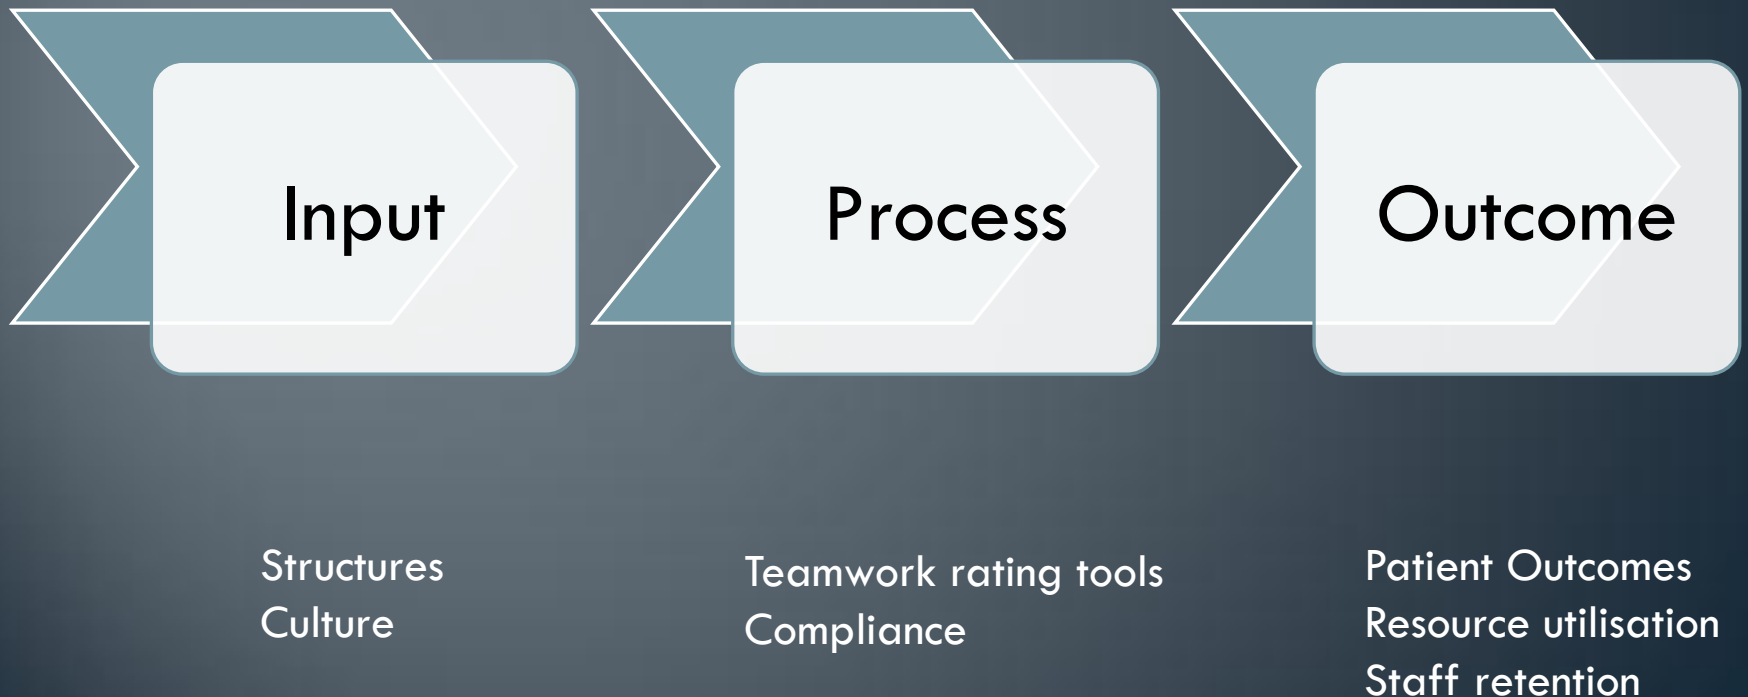 Input
Process
Outcome
Structures
Culture
Teamwork rating tools
Compliance
Patient Outcomes
Resource utilisation
Staff retention